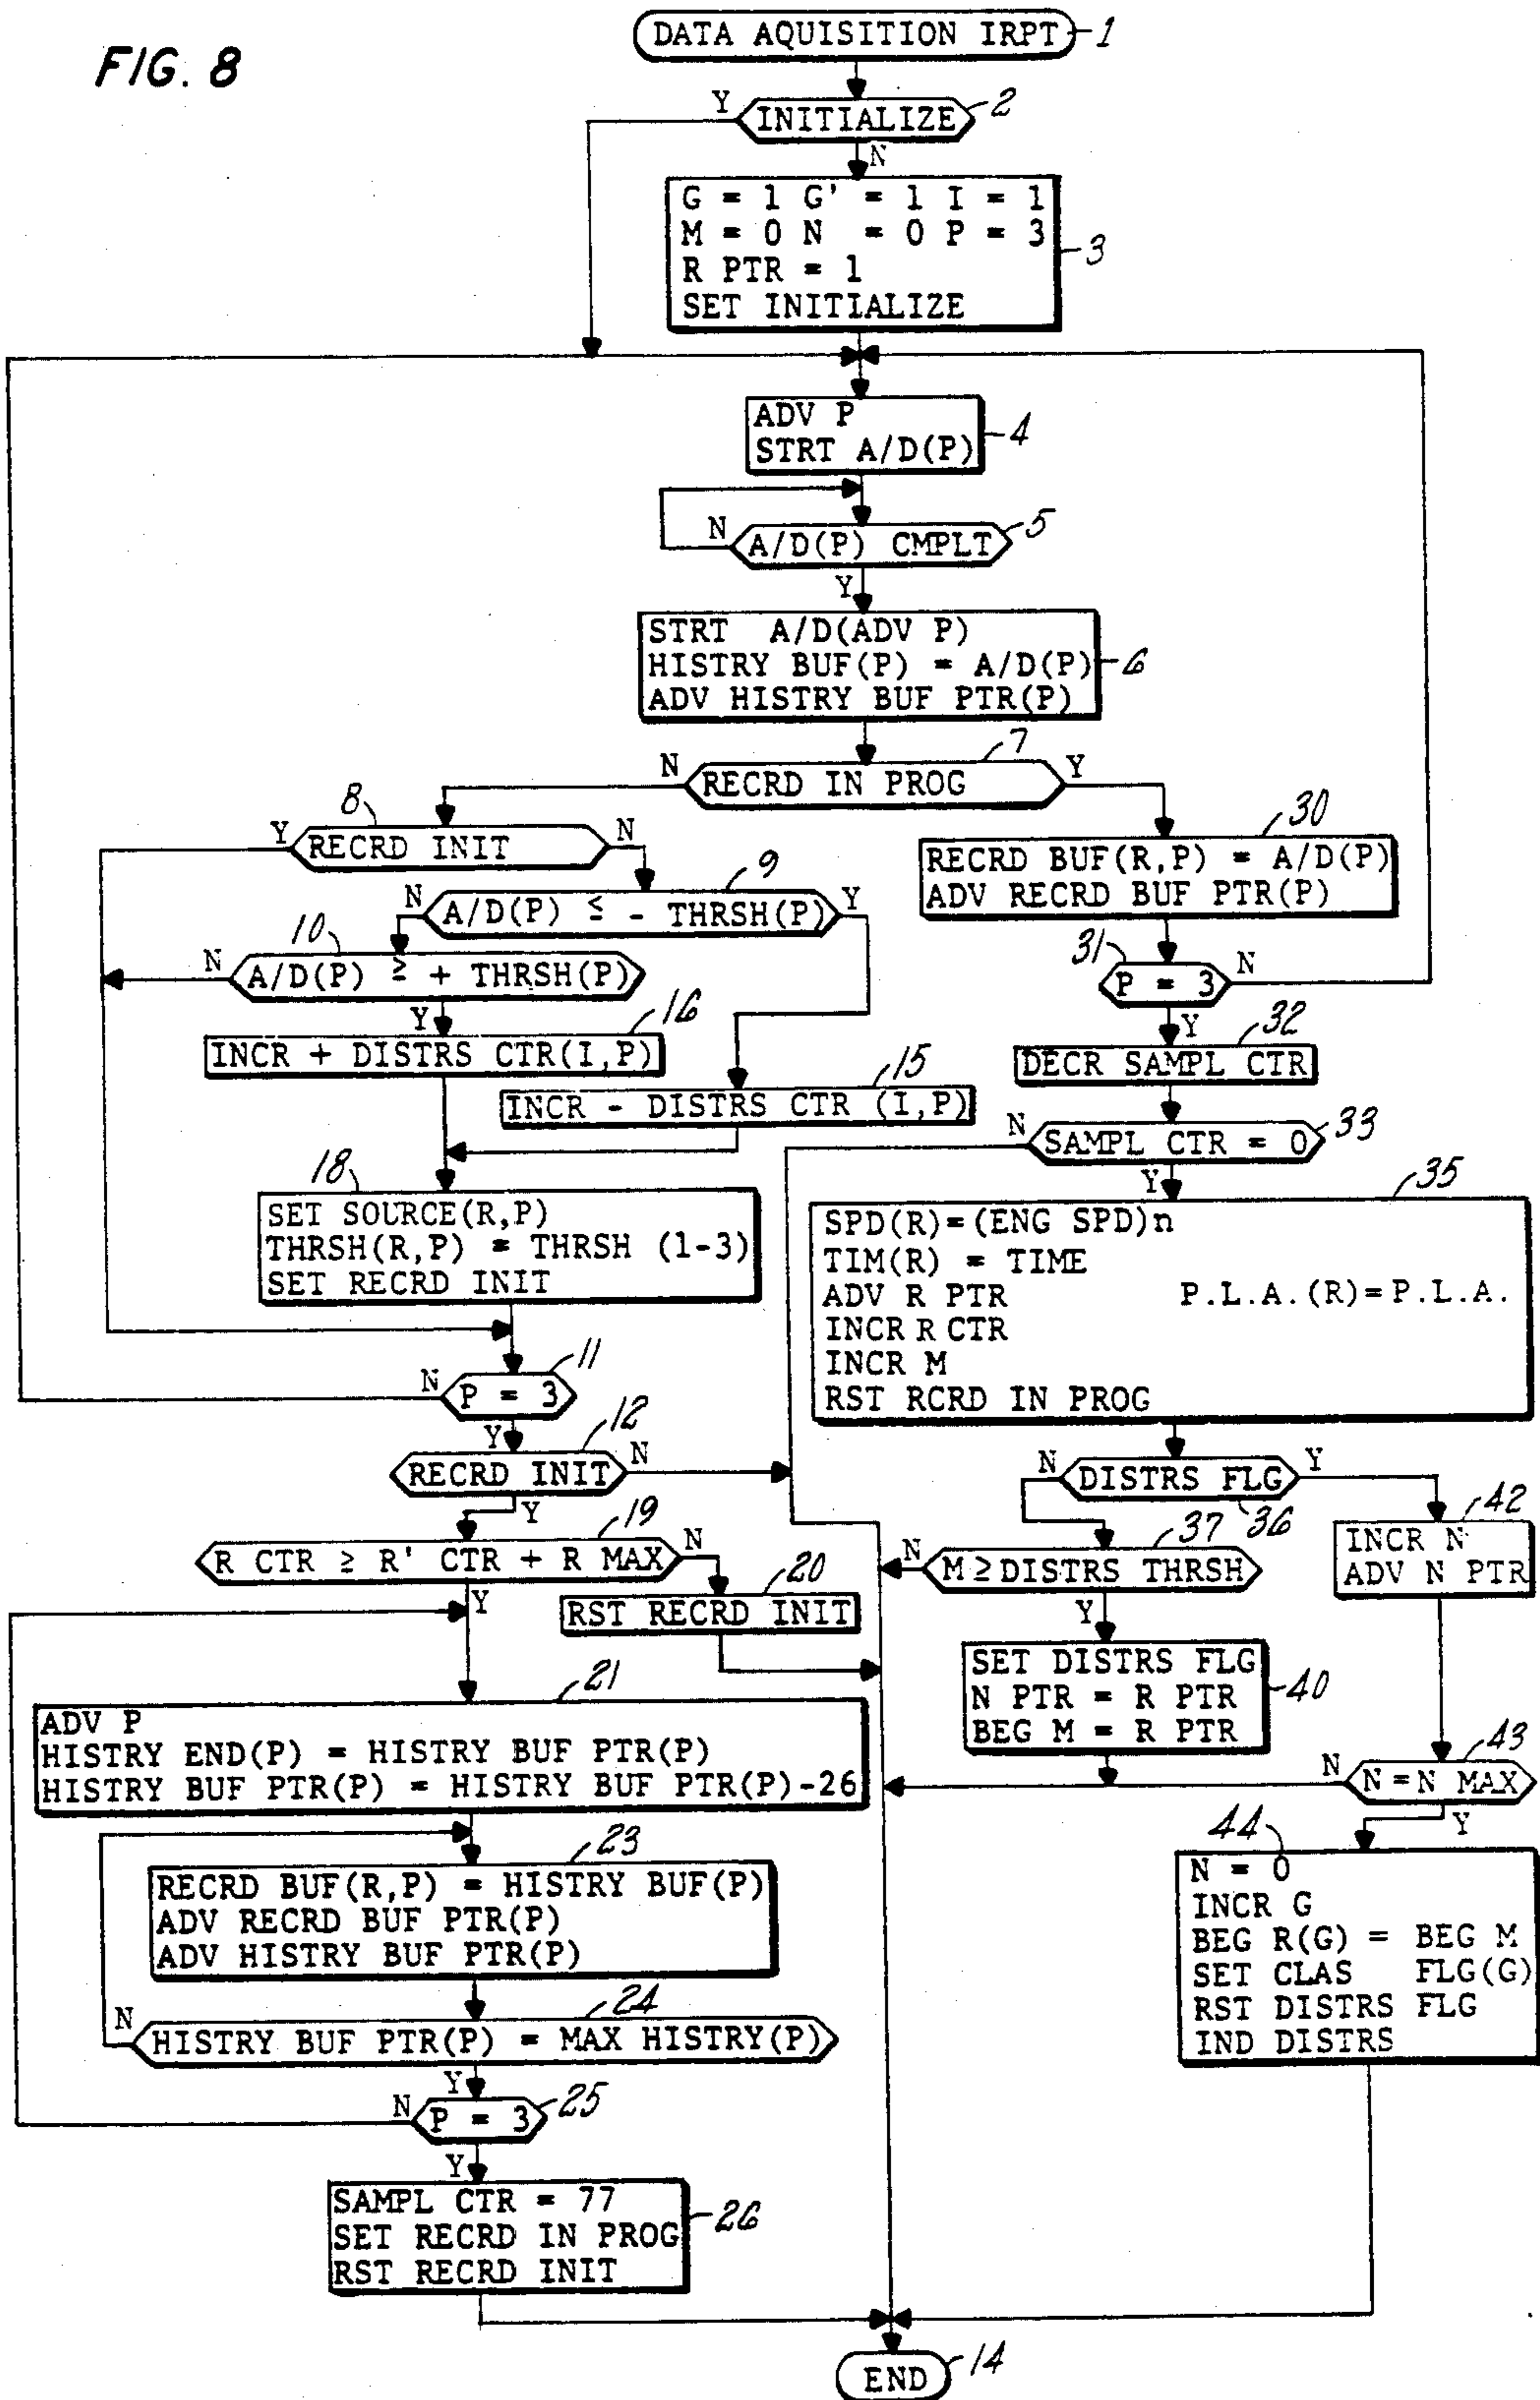 FIG. 8
DATA AQUISITION IRPT 1
Y INITIALIZE 2
N
G = 1 G' = 1 I = 1
M = 0 N = 0 P = 3
R PTR = 1
SET INITIALIZE
3
ADV P
STRT A/D(P)
4
N A/D(P) CMPLT 5
Y
STRT A/D(ADV P)
HISTRY BUF(P) = A/D(P)
ADV HISTRY BUF PTR(P)
6
N RECRD IN PROG Y 7
8
Y RECRD INIT N
9
N A/D(P) ≤ - THRSH(P) Y
10
N A/D(P) ≥ + THRSH(P)
Y
16
INCR + DISTRS CTR(I,P)
15
INCR - DISTRS CTR (I,P)
18
SET SOURCE(R,P)
THRSH(R,P) = THRSH (1-3)
SET RECRD INIT
11
N P = 3
Y
12
RECRD INIT N
Y
19
R CTR ≥ R' CTR + R MAX N
Y
20
RST RECRD INIT
21
ADV P
HISTRY END(P) = HISTRY BUF PTR(P)
HISTRY BUF PTR(P) = HISTRY BUF PTR(P)-26
23
RECRD BUF(R,P) = HISTRY BUF(P)
ADV RECRD BUF PTR(P)
ADV HISTRY BUF PTR(P)
24
N HISTRY BUF PTR(P) = MAX HISTRY(P)
Y
25
N P = 3
Y
SAMPL CTR = 77
SET RECRD IN PROG
RST RECRD INIT
26
30
RECRD BUF(R,P) = A/D(P)
ADV RECRD BUF PTR(P)
31
P = 3 N
Y
32
DECR SAMPL CTR
N SAMPL CTR = 0 33
Y
35
SPD(R)=(ENG SPD)n
TIM(R) = TIME
ADV R PTR P.L.A.(R)=P.L.A.
INCR R CTR
INCR M
RST RCRD IN PROG
N DISTRS FLG Y
36
37
N M ≥ DISTRS THRSH
Y
SET DISTRS FLG
N PTR = R PTR
BEG M = R PTR
40
42
INCR N
ADV N PTR
43
N N = N MAX
Y
44
N = 0
INCR G
BEG R(G) = BEG M
SET CLAS FLG(G)
RST DISTRS FLG
IND DISTRS
END 14